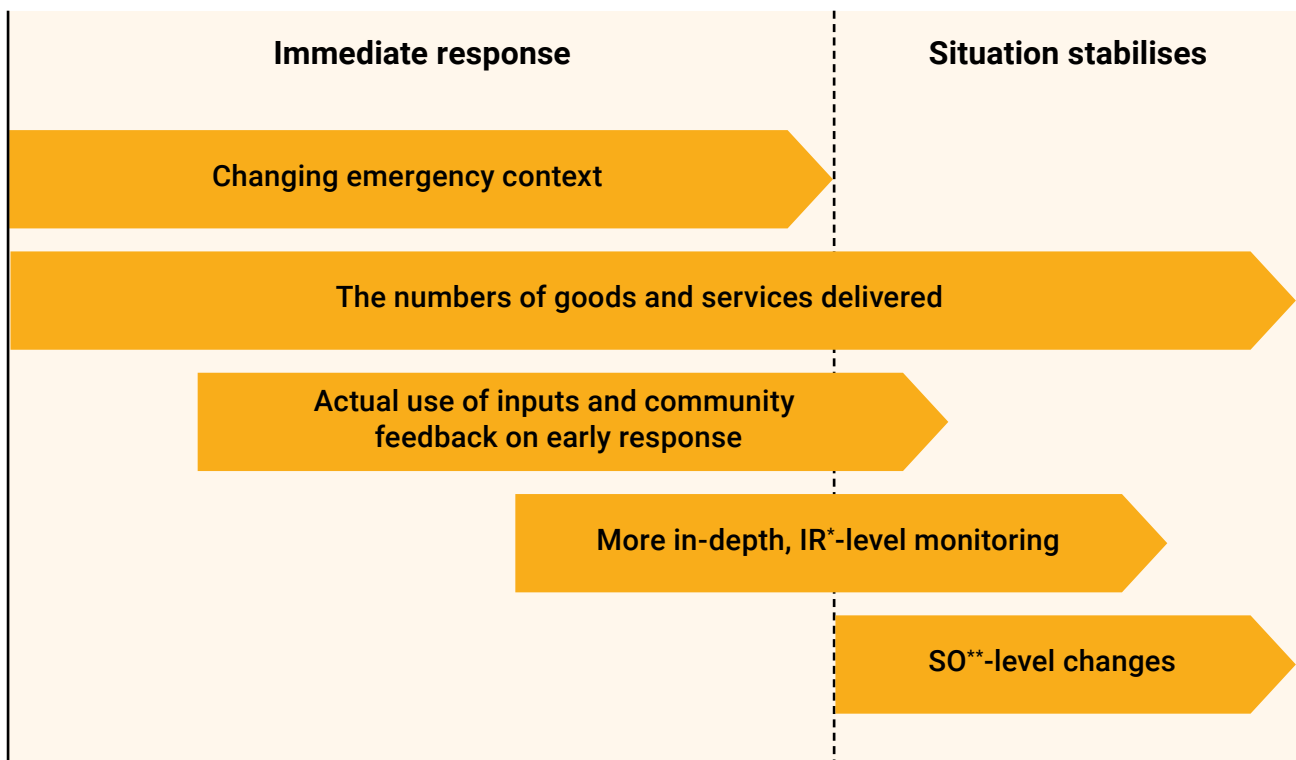 Immediate response
Situation stabilises
Changing emergency context
The numbers of goods and services delivered
Actual use of inputs and community
feedback on early response
More in-depth, IR*-level monitoring
SO**-level changes